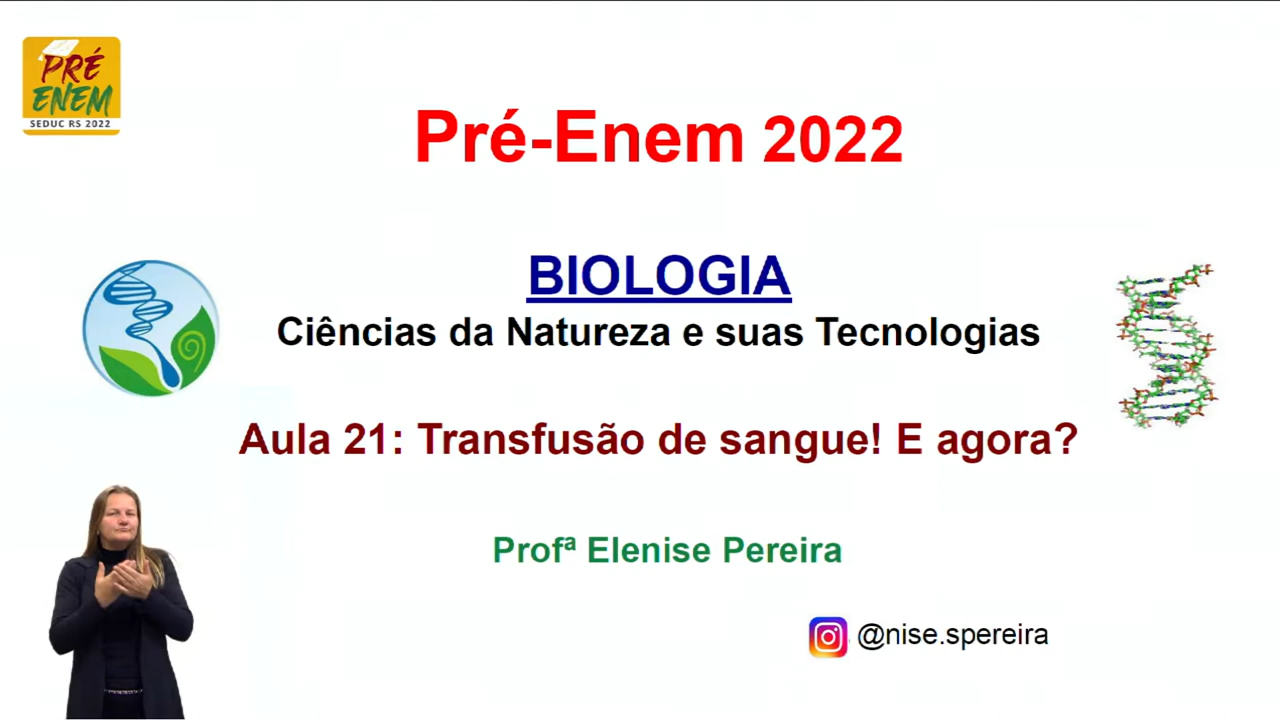 PRÉ
ENEM
SEDUC RS 2022
Pré-Enem 2022
BIOLOGIA
Ciências da Natureza e suas Tecnologias
Aula 21: Transfusão de sangue! E agora?
Profª Elenise Pereira
@nise.spereira